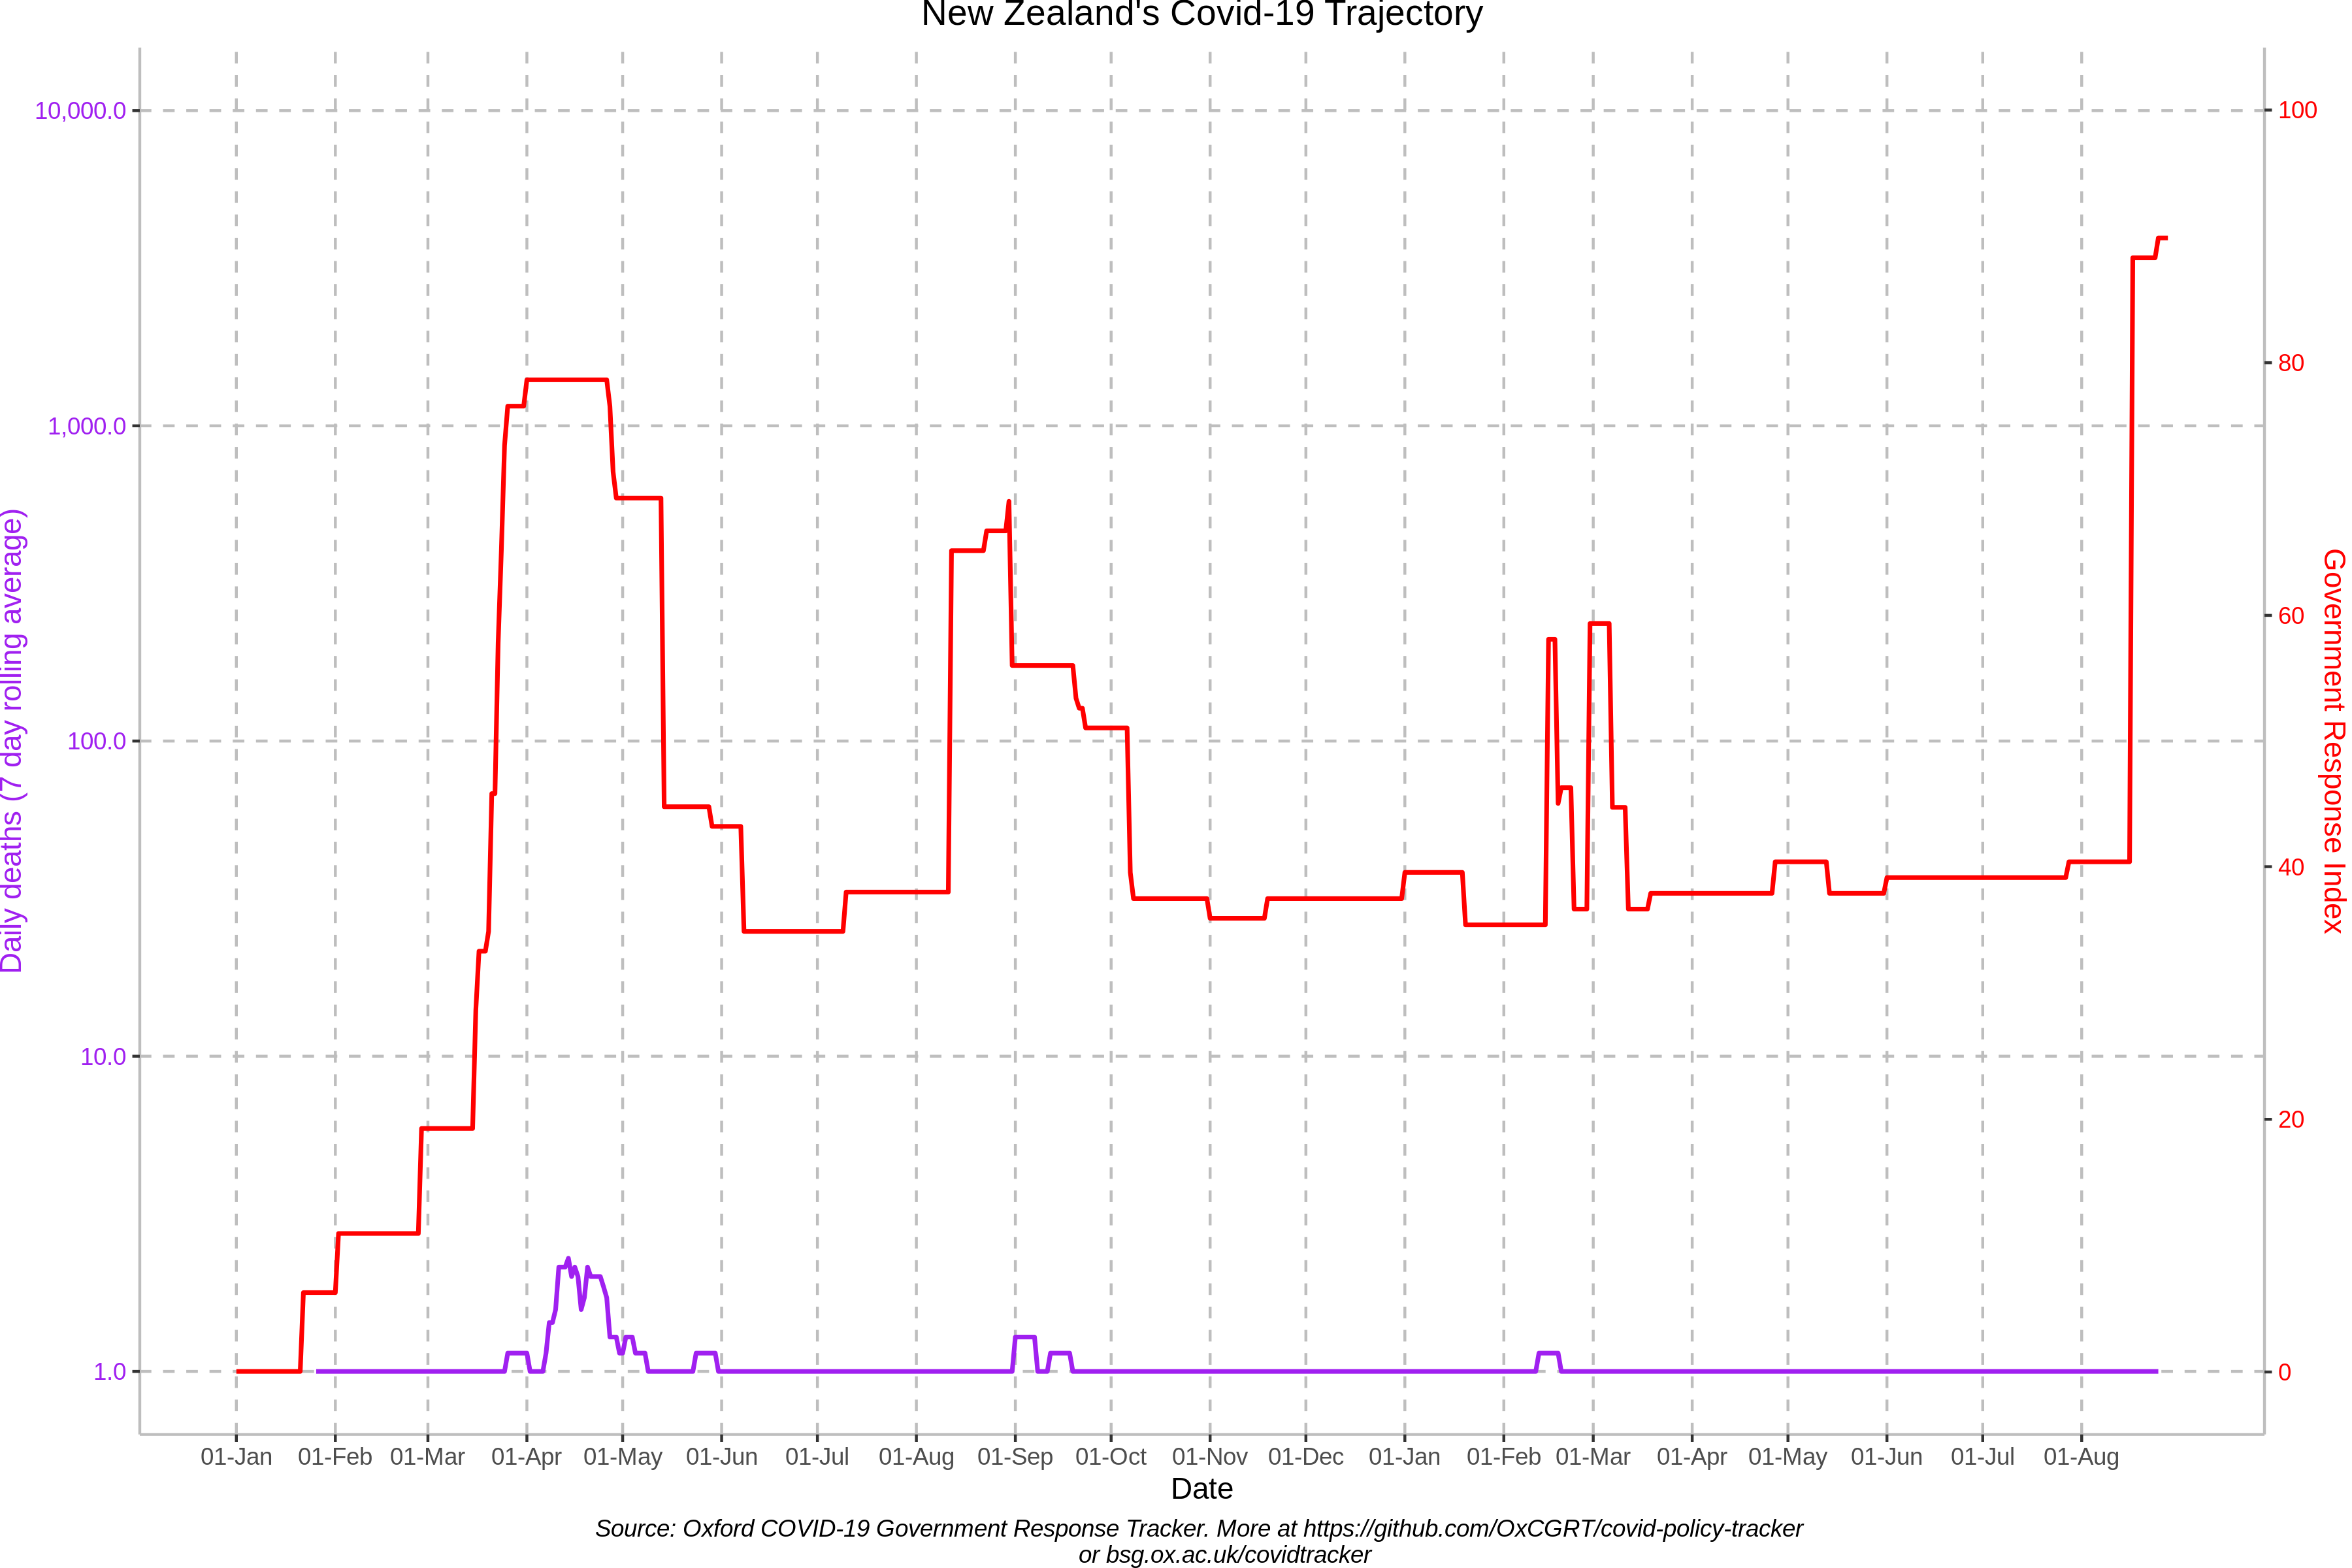 New Zealand's Covid-19 Trajectory
10,000.0
1,000.0
100.0
10.0
1.0
Daily deaths (7 day rolling average)
100
80
60
40
20
0
Government Response Index
01-Jan 01-Feb 01-Mar 01-Apr 01-May 01-Jun 01-Jul 01-Aug 01-Sep 01-Oct 01-Nov 01-Dec 01-Jan 01-Feb 01-Mar 01-Apr 01-May 01-Jun 01-Jul 01-Aug
Date
Source: Oxford COVID-19 Government Response Tracker. More at https://github.com/OxCGRT/covid-policy-tracker
or bsg.ox.ac.uk/covidtracker